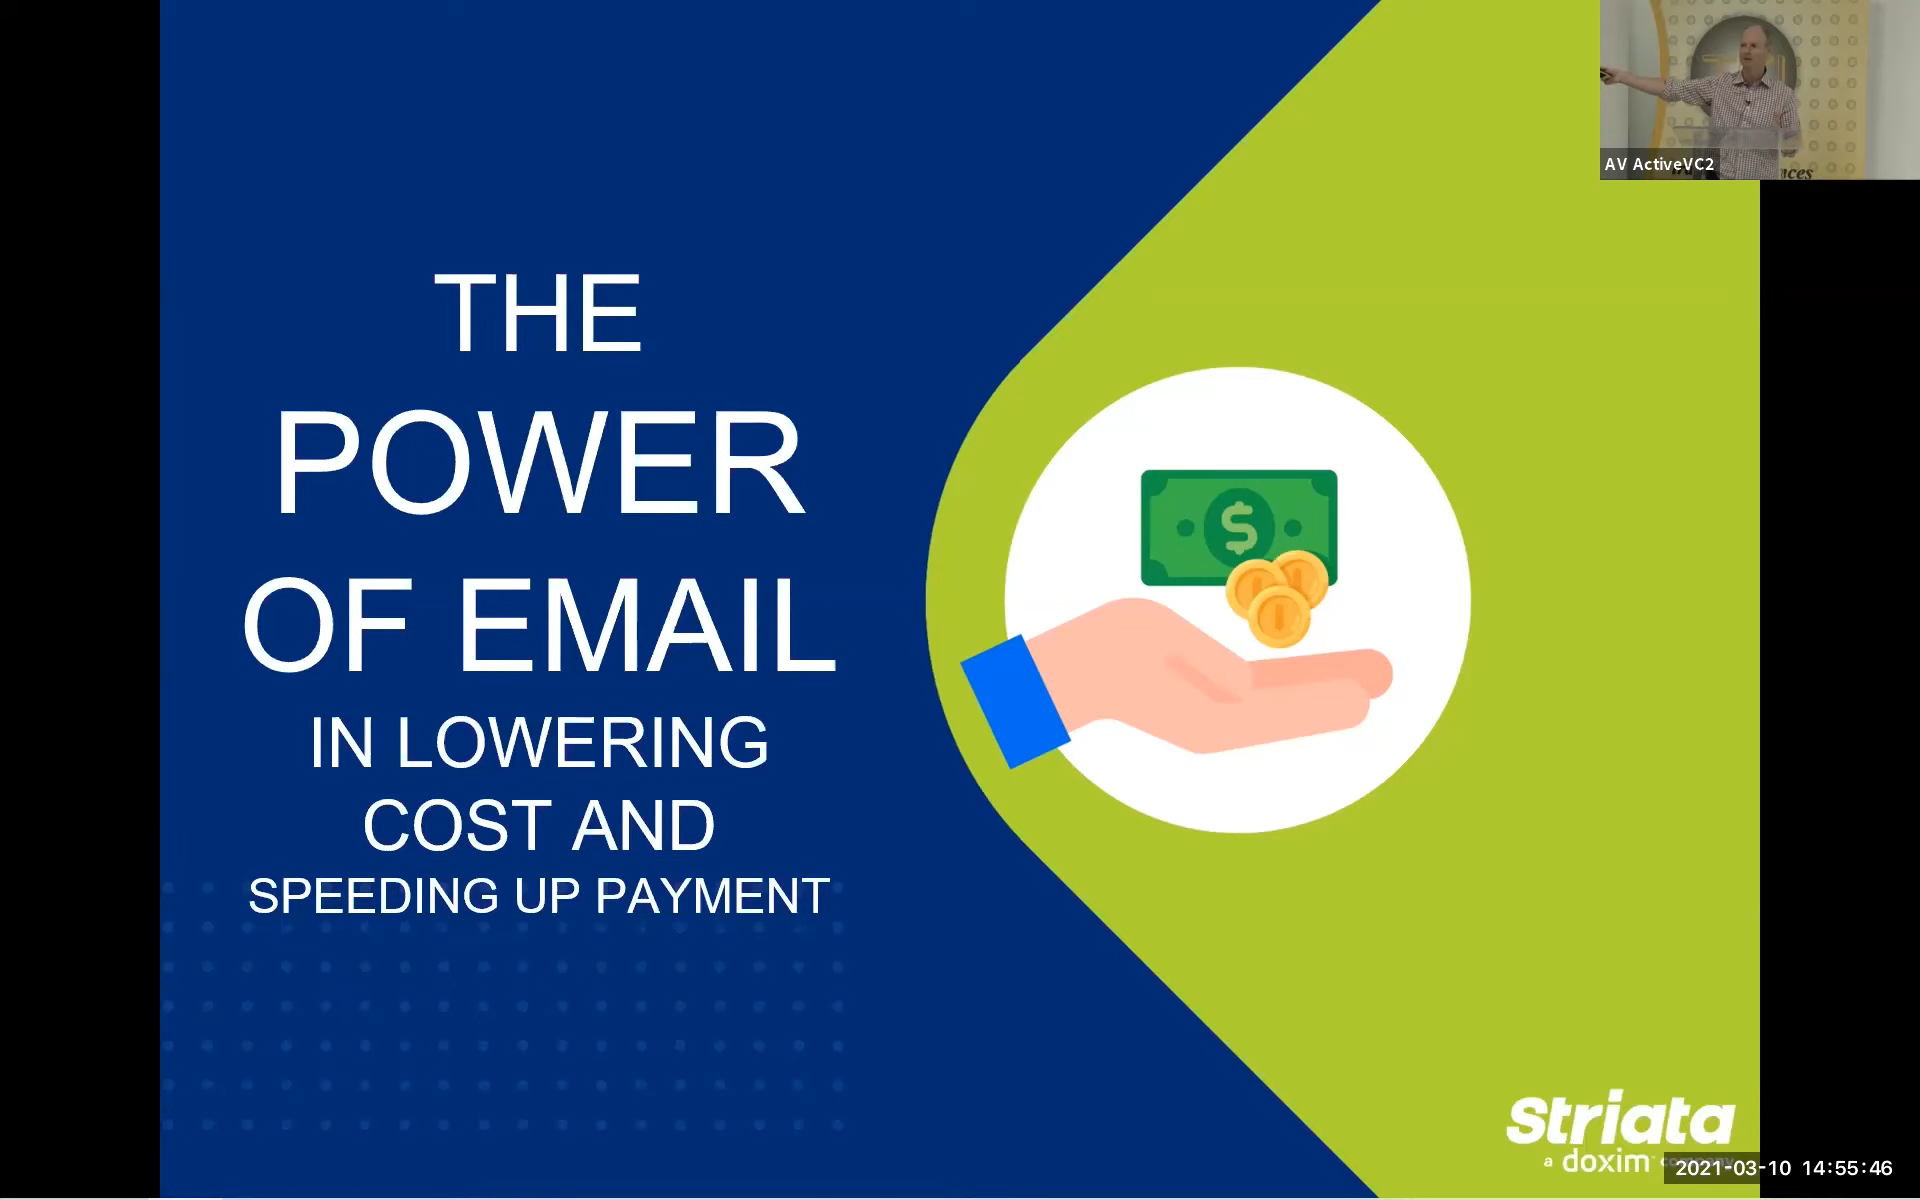 THE
POWER
OF EMAIL
IN LOWERING
COST AND
SPEEDING UP PAYMENT
$
AV ActiveVC2
Striata
a doxim company
2021-03-10 14:55:46